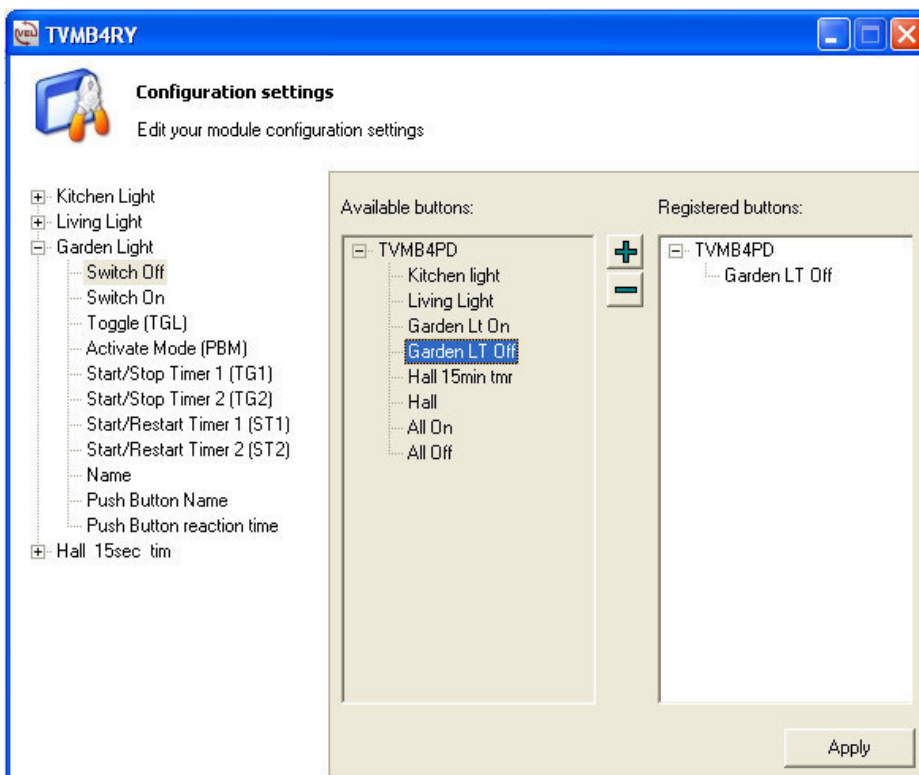 VEL TVMB4RY
Configuration settings
Edit your module configuration settings
Kitchen Light
Living Light
Garden Light
Switch Off
Switch On
Toggle (TGL)
Activate Mode (PBM)
Start/Stop Timer 1 (TG1)
Start/Stop Timer 2 (TG2)
Start/Restart Timer 1 (ST1)
Start/Restart Timer 2 (ST2)
Name
Push Button Name
Push Button reaction time
Hall 15sec tim
Available buttons:
TVMB4PD
Kitchen light
Living Light
Garden Lt On
Garden LT Off
Hall 15min tmr
Hall
All On
All Off
Registered buttons:
TVMB4PD
Garden LT Off
Apply